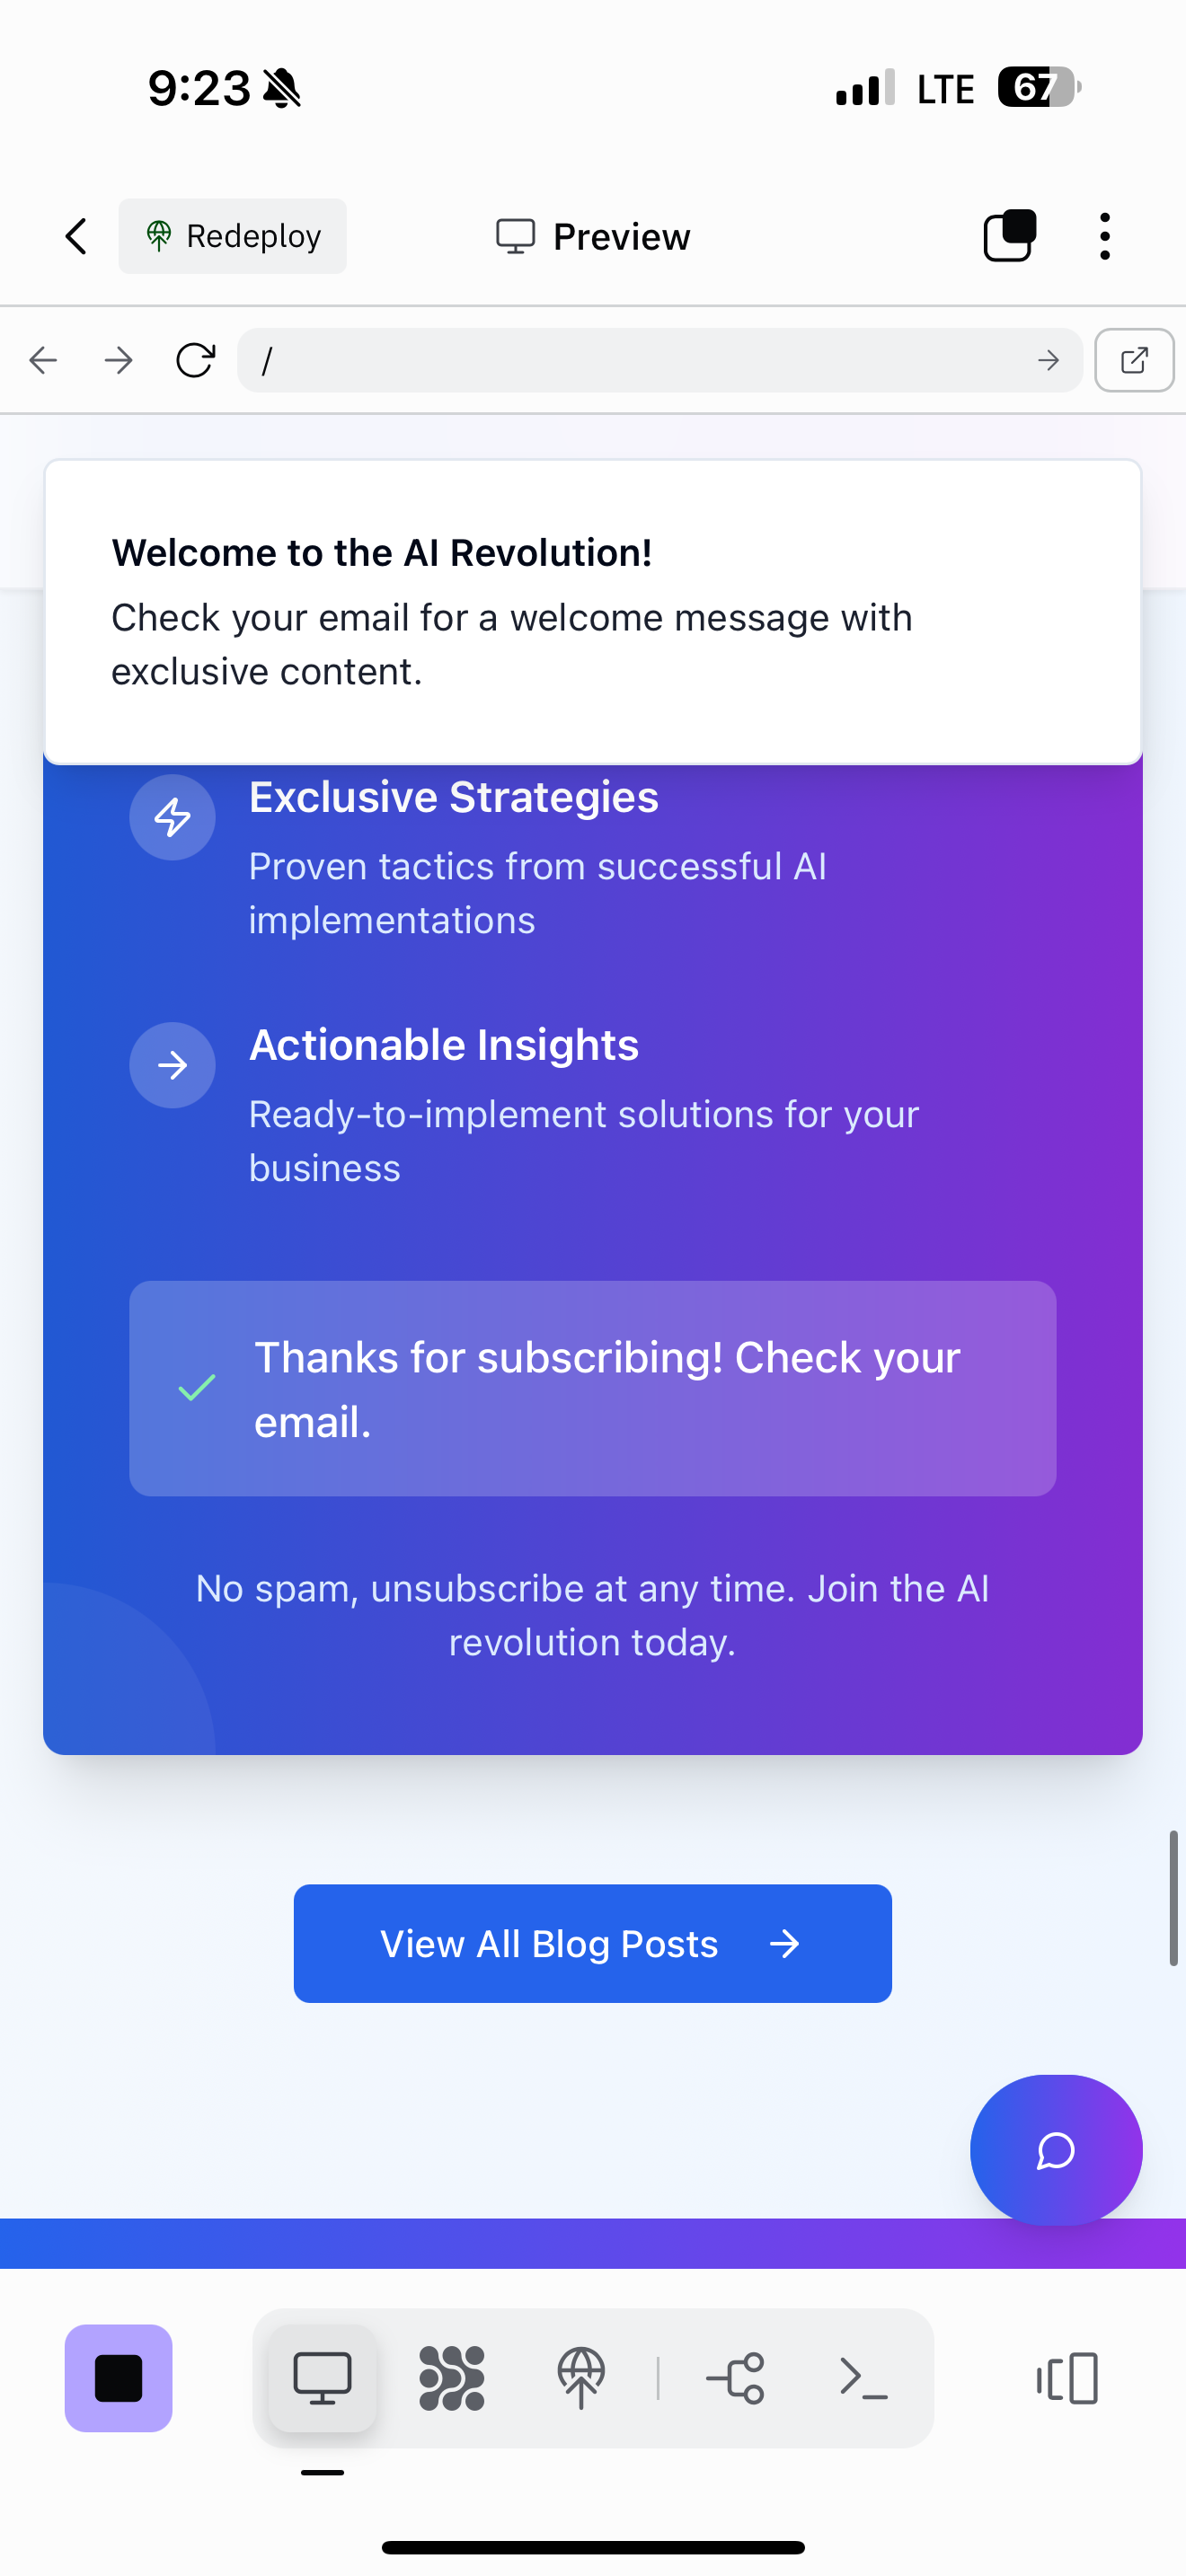 9:23
LTE
67
Redeploy
Preview
/
Welcome to the AI Revolution!
Check your email for a welcome message with
exclusive content.
Exclusive Strategies
Proven tactics from successful AI
implementations
Actionable Insights
Ready-to-implement solutions for your
business
Thanks for subscribing! Check your
email.
No spam, unsubscribe at any time. Join the AI
revolution today.
View All Blog Posts